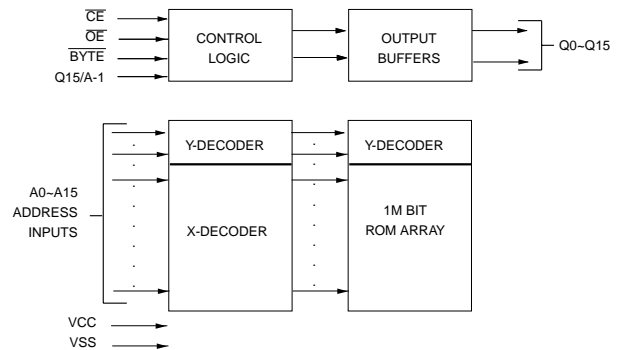 CE
OE
BYTE
Q15/A-1
CONTROL
LOGIC
OUTPUT
BUFFERS
Q0~Q15
A0~A15
ADDRESS
INPUTS
Y-DECODER
X-DECODER
Y-DECODER
1M BIT
ROM ARRAY
VCC
VSS